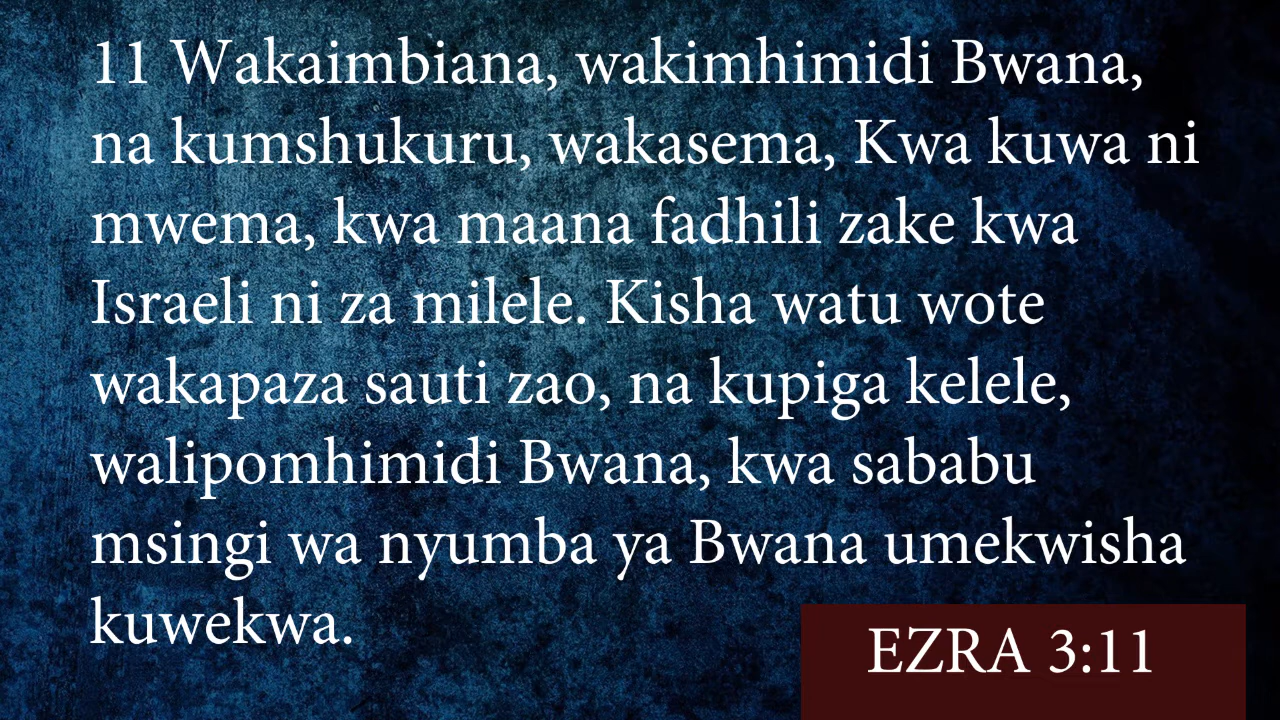 11 Wakaimbiana, wakimhimidi Bwana,
na kumshukuru, wakasema, Kwa kuwa ni
mwema, kwa maana fadhili zake kwa
Israeli ni za milele. Kisha watu wote
wakapaza sauti zao, na kupiga kelele,
walipomhimidi Bwana, kwa sababu
msingi wa nyumba ya Bwana umekwisha
kuwekwa.
EZRA 3:11